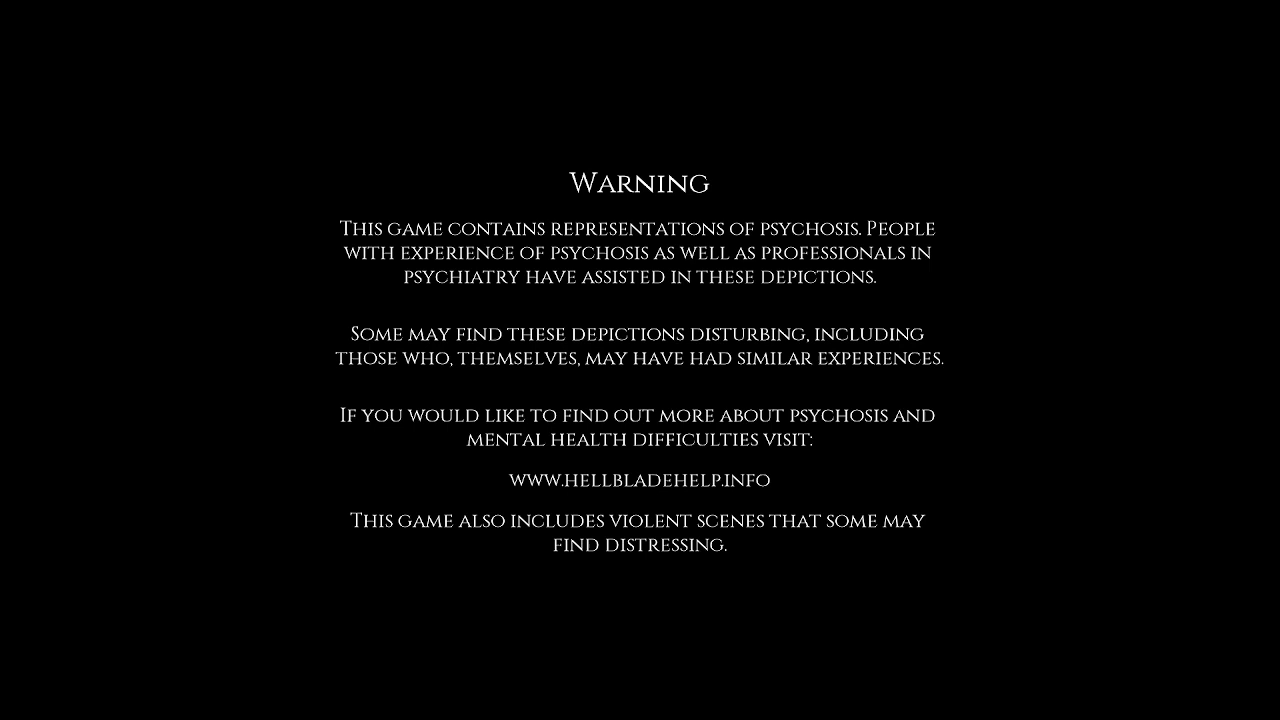 Warning
This game contains representations of psychosis. People
with experience of psychosis as well as professionals in
psychiatry have assisted in these depictions.
Some may find these depictions disturbing, including
those who, themselves, may have had similar experiences.
If you would like to find out more about psychosis and
mental health difficulties visit:
www.hellbladehelp.info
This game also includes violent scenes that some may
find distressing.